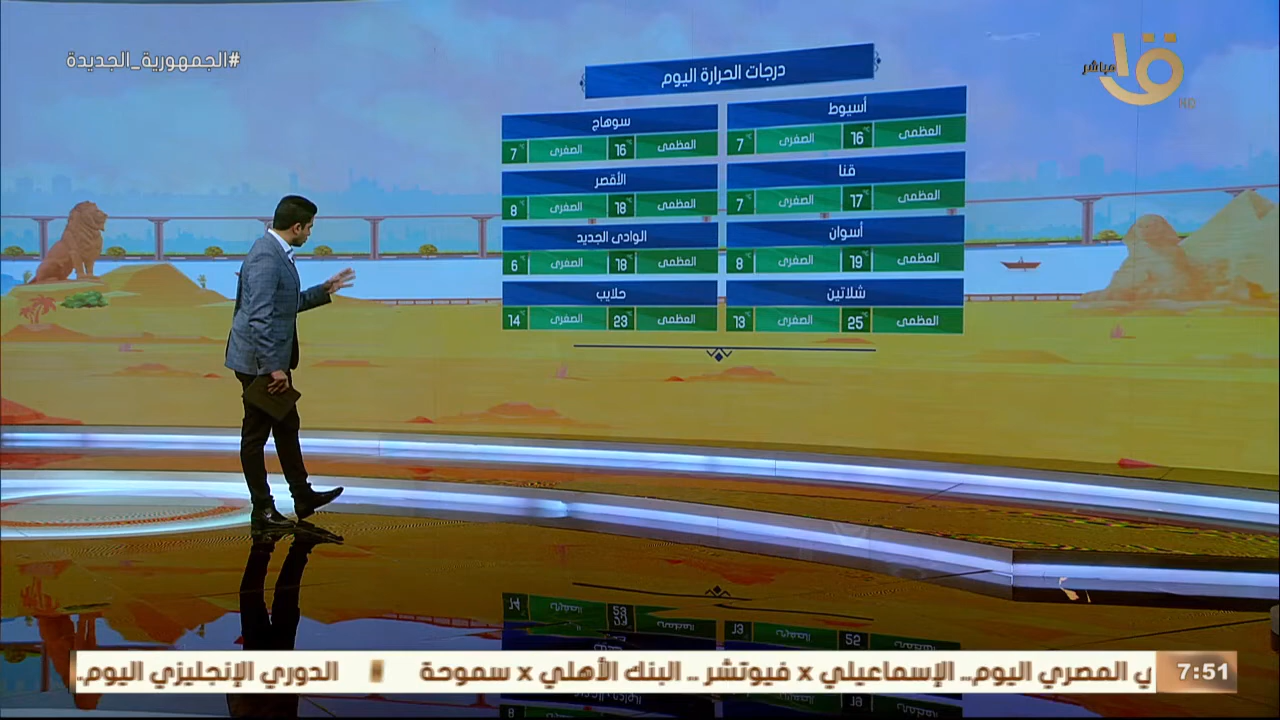 #الجمهورية_الجديدة
مباشر
HD
درجات الحرارة اليوم
أسيوط
العظمى 16 °C الصغرى 7 °C
سوهاج
العظمى 16 °C الصغرى 7 °C
قنا
العظمى 17 °C الصغرى 7 °C
الأقصر
العظمى 18 °C الصغرى 8 °C
أسوان
العظمى 19 °C الصغرى 8 °C
الوادى الجديد
العظمى 18 °C الصغرى 6 °C
شلاتين
العظمى 25 °C الصغرى 13 °C
حلايب
العظمى 23 °C الصغرى 14 °C
7:51
ي المصري اليوم.. الإسماعيلي x فيوتشر .. البنك الأهلي x سموحة الدوري الإنجليزي اليوم..